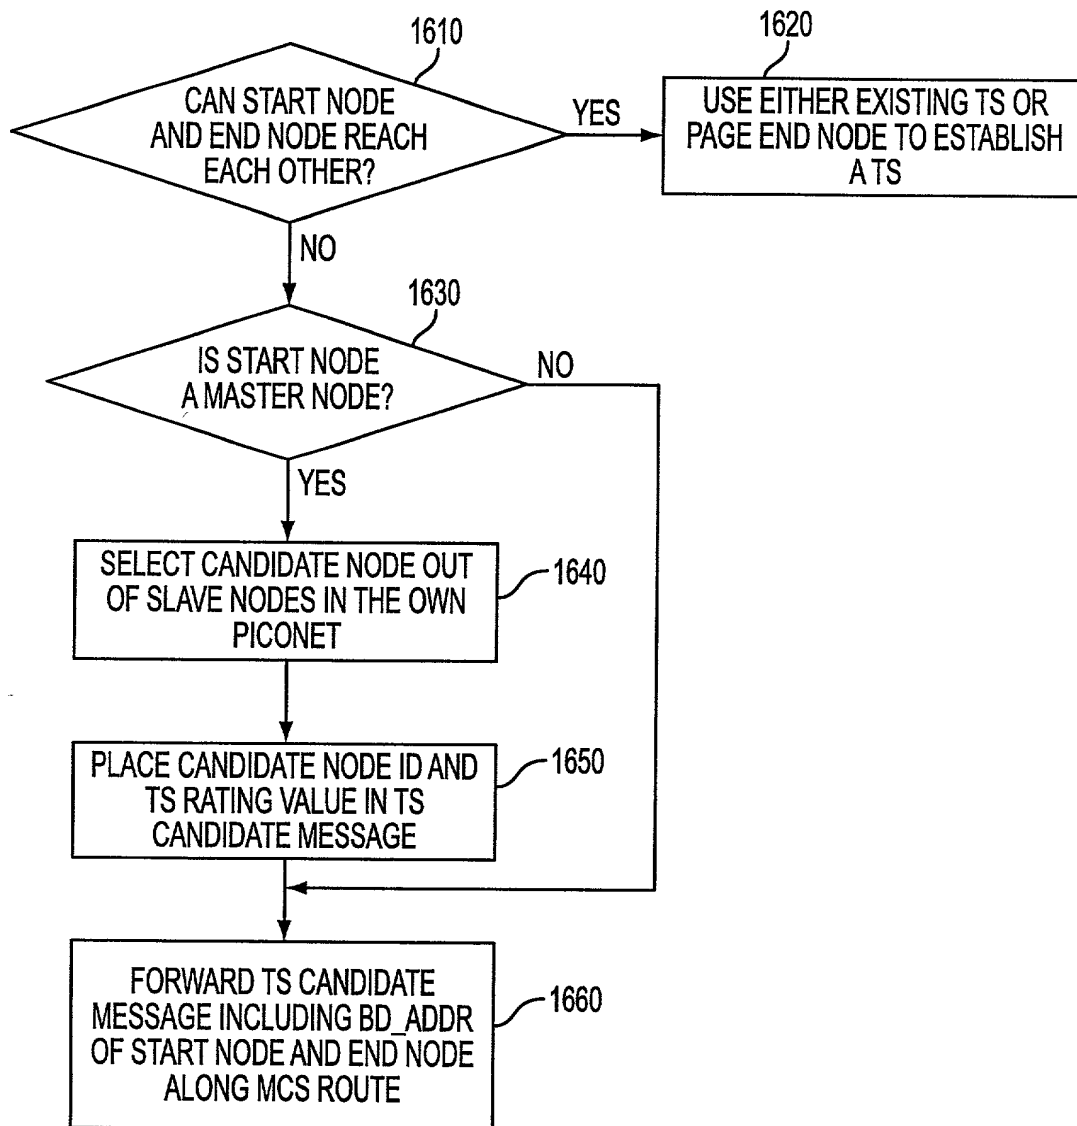 1610
CAN START NODE
AND END NODE REACH
EACH OTHER?
YES
1620
USE EITHER EXISTING TS OR
PAGE END NODE TO ESTABLISH
A TS
NO
1630
IS START NODE
A MASTER NODE?
NO
YES
SELECT CANDIDATE NODE OUT
OF SLAVE NODES IN THE OWN
PICONET
1640
PLACE CANDIDATE NODE ID AND
TS RATING VALUE IN TS
CANDIDATE MESSAGE
1650
FORWARD TS CANDIDATE
MESSAGE INCLUDING BD_ADDR
OF START NODE AND END NODE
ALONG MCS ROUTE
1660